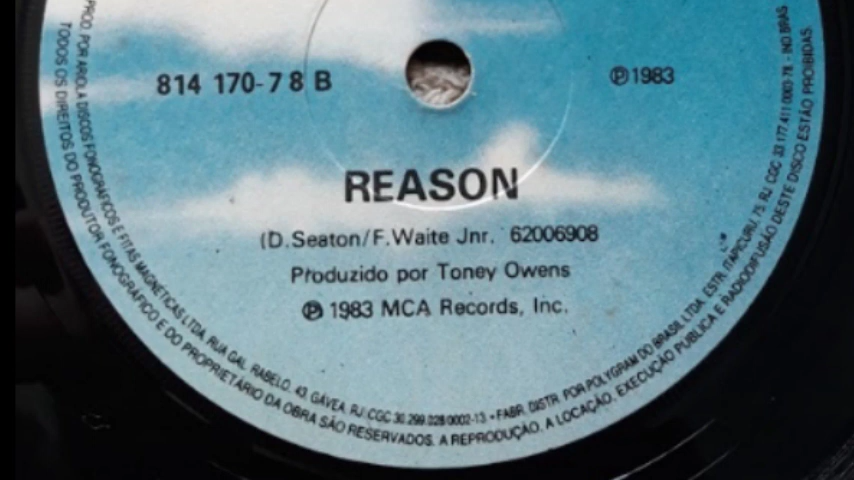 814 170-7 8 B
℗1983
REASON
(D.Seaton/F.Waite Jnr. 62006908
Produzido por Toney Owens
℗ 1983 MCA Records, Inc.
PROD. POR ARIOLA DISCOS FONOGRÁFICOS E FITAS MAGNÉTICAS LTDA. RUA GAL. RABELO, 43, GÁVEA, RJ CGC 30.299.028.0002-13 • FABR. DISTR. POR POLYGRAM DO BRASIL LTDA. ESTR. ITAPICURU, 75, RJ CGC 33.177.411 0003-78 - IND BRAS
TODOS OS DIREITOS DO PRODUTOR FONOGRÁFICO E DO PROPRIETÁRIO DA OBRA SÃO RESERVADOS. A REPRODUÇÃO, A LOCAÇÃO, EXECUÇÃO PÚBLICA E RADIODIFUSÃO DESTE DISCO ESTÃO PROIBIDAS.